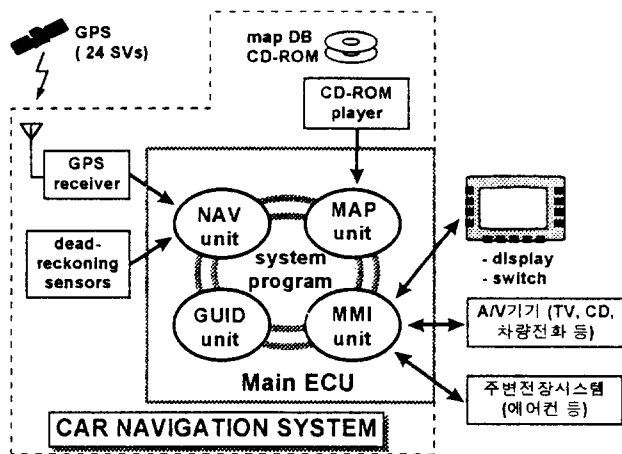 GPS
( 24 SVs)
map DB
CD-ROM
CD-ROM
player
GPS
receiver
dead-
reckoning
sensors
NAV
unit
MAP
unit
system
program
GUID
unit
MMI
unit
Main ECU
- display
- switch
A/V기기 (TV, CD,
차량전화 등)
주변전장시스템
(에어컨 등)
CAR NAVIGATION SYSTEM